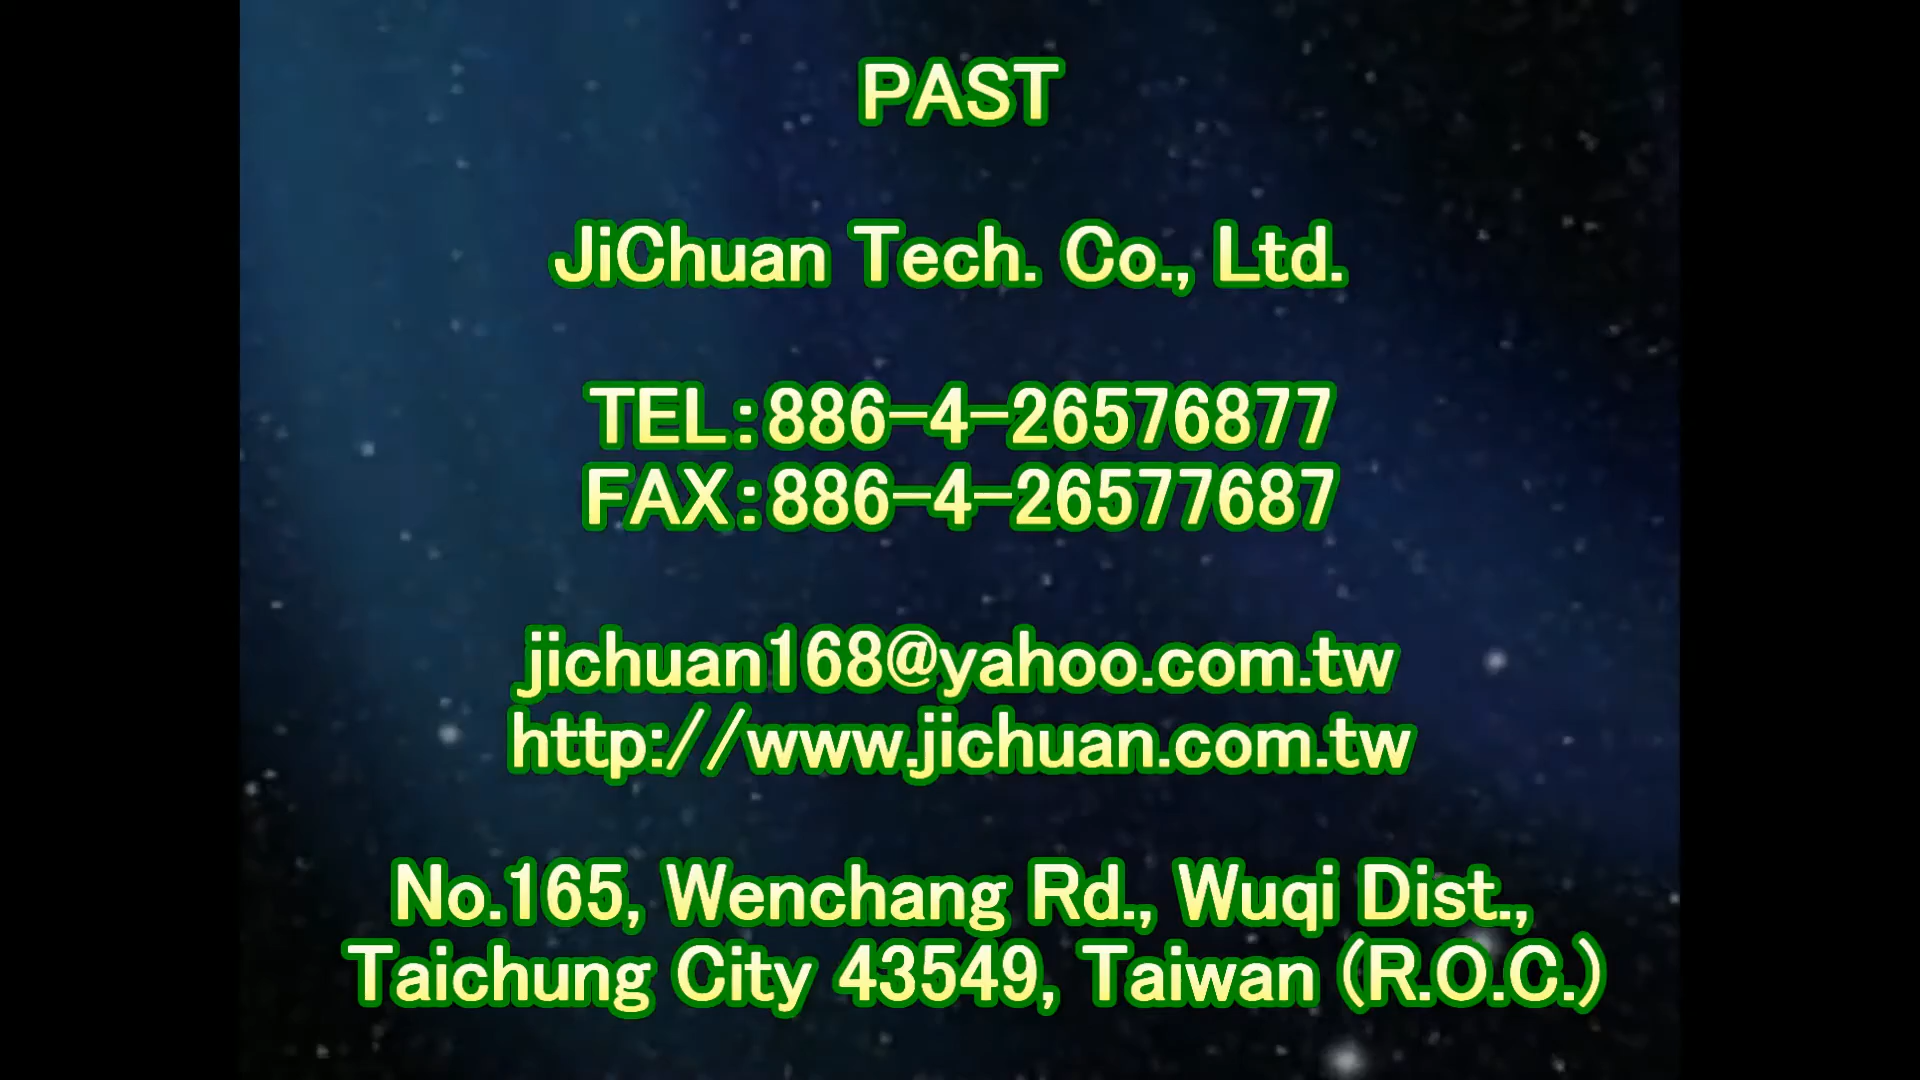 PAST
JiChuan Tech. Co., Ltd.
TEL:886-4-26576877
FAX:886-4-26577687
jichuan168@yahoo.com.tw
http://www.jichuan.com.tw
No.165, Wenchang Rd., Wuqi Dist.,
Taichung City 43549, Taiwan (R.O.C.)